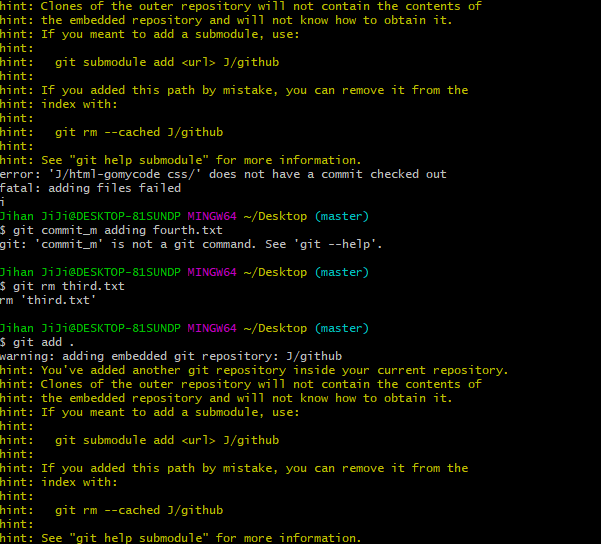 hint: Clones of the outer repository will not contain the contents of
hint: the embedded repository and will not know how to obtain it.
hint: If you meant to add a submodule, use:
hint:
hint:   git submodule add <url> J/github
hint:
hint: If you added this path by mistake, you can remove it from the
hint: index with:
hint:
hint:   git rm --cached J/github
hint:
hint: See "git help submodule" for more information.
error: 'J/html-gomycode css/' does not have a commit checked out
fatal: adding files failed
i
Jihan JiJi@DESKTOP-81SUNDP MINGW64 ~/Desktop (master)
$ git commit_m adding fourth.txt
git: 'commit_m' is not a git command. See 'git --help'.

Jihan JiJi@DESKTOP-81SUNDP MINGW64 ~/Desktop (master)
$ git rm third.txt
rm 'third.txt'

Jihan JiJi@DESKTOP-81SUNDP MINGW64 ~/Desktop (master)
$ git add .
warning: adding embedded git repository: J/github
hint: You've added another git repository inside your current repository.
hint: Clones of the outer repository will not contain the contents of
hint: the embedded repository and will not know how to obtain it.
hint: If you meant to add a submodule, use:
hint:
hint:   git submodule add <url> J/github
hint:
hint: If you added this path by mistake, you can remove it from the
hint: index with:
hint:
hint:   git rm --cached J/github
hint:
hint: See "git help submodule" for more information.